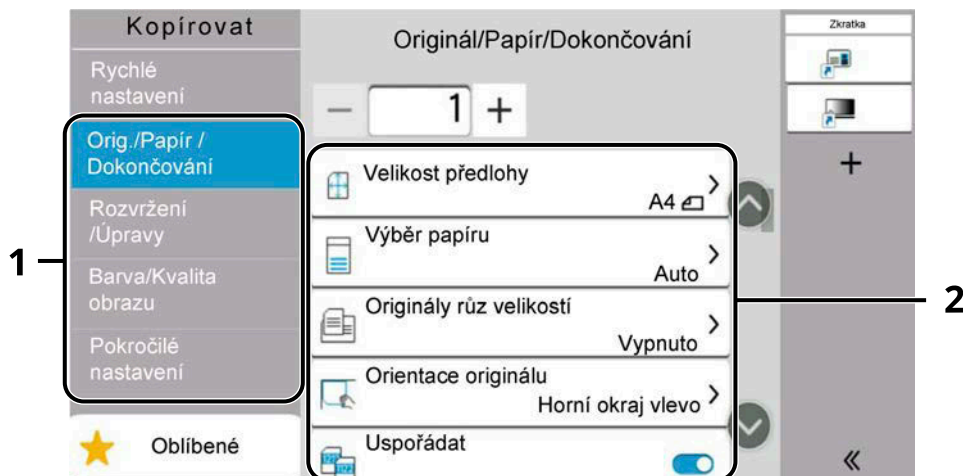 Kopírovat
Rychlé
nastavení
Orig./Papír /
Dokončování
Rozvržení
/Úpravy
Barva/Kvalita
obrazu
Pokročilé
nastavení
Oblíbené
1
Originál/Papír/Dokončování
− 1 +
Velikost předlohy
A4
Výběr papíru
Auto
Originály růz velikostí
Vypnuto
Orientace originálu
Horní okraj vlevo
Uspořádat
2
Zkratka
+
«